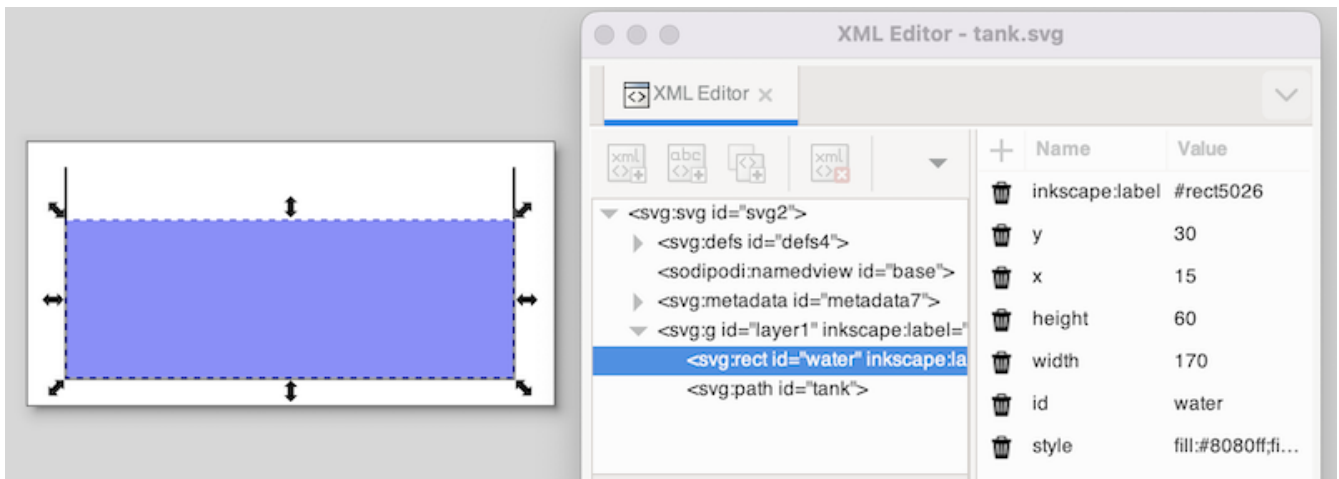 XML Editor - tank.svg
XML Editor
xml
abc
xml
Name Value
inkscape:label #rect5026
y 30
x 15
height 60
width 170
id water
style fill:#8080ff;fi...
<svg:svg id="svg2">
<svg:defs id="defs4">
<sodipodi:namedview id="base">
<svg:metadata id="metadata7">
<svg:g id="layer1" inkscape:label="
<svg:rect id="water" inkscape:la
<svg:path id="tank">